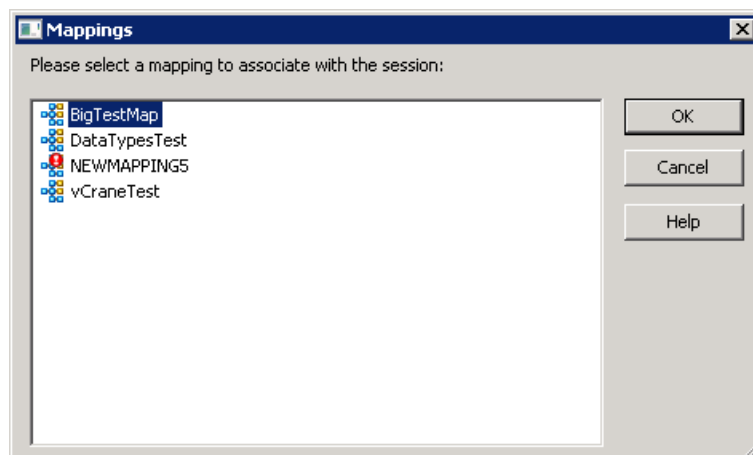 Mappings
Please select a mapping to associate with the session:
BigTestMap
DataTypesTest
NEWMAPPING5
vCraneTest
OK
Cancel
Help